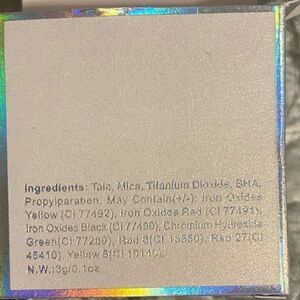 Ingredients: Talc, Mica, Titanium Dioxide, BHA,
Propylparaben, May Contain(+/-): Iron Oxides
Yellow (CI 77492), Iron Oxides Red (CI 77491),
Iron Oxides Black (CI 77499), Chromium Hydroxide
Green(CI 77289), Red 6(CI 15850), Red 27(CI
45410), Yellow 5(CI 19140).
N.W.:3g/0.1oz